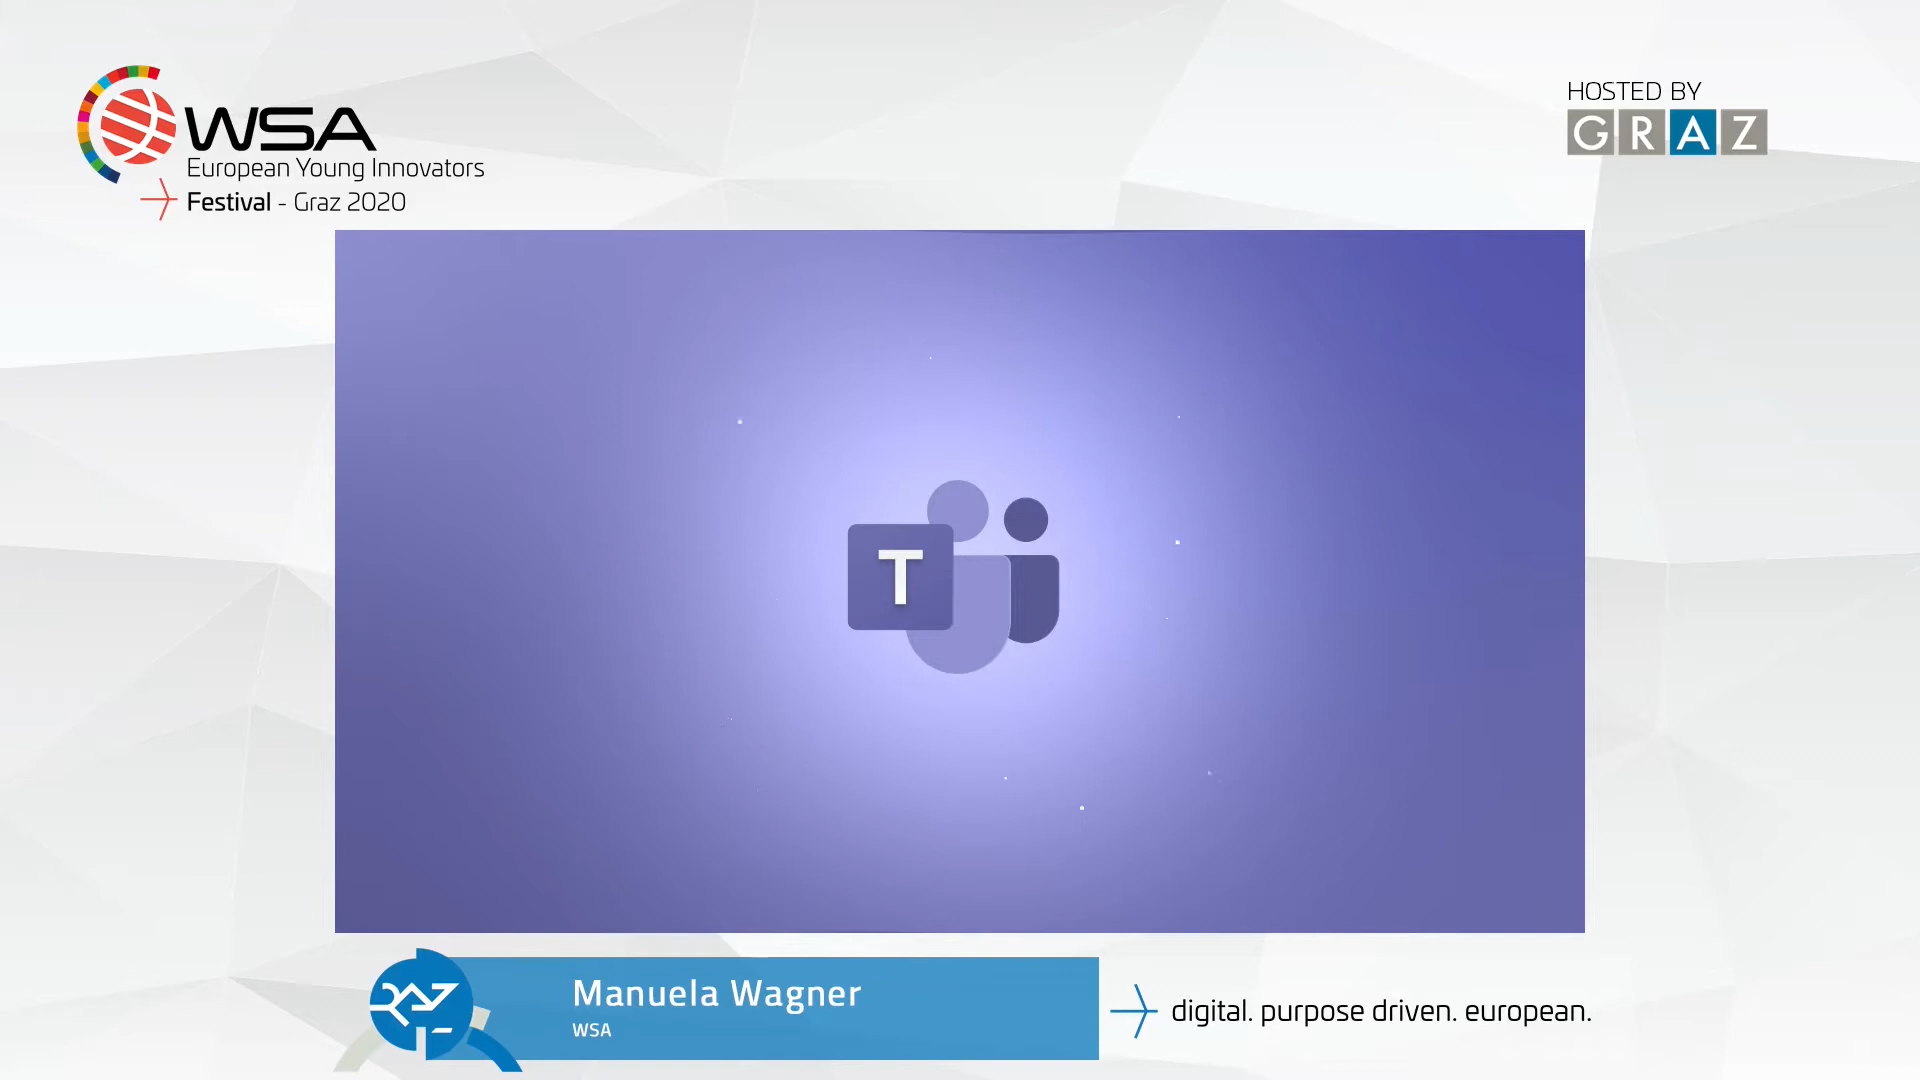 WSA
European Young Innovators
Festival - Graz 2020
HOSTED BY
GRAZ
T
Manuela Wagner
WSA
digital. purpose driven. european.